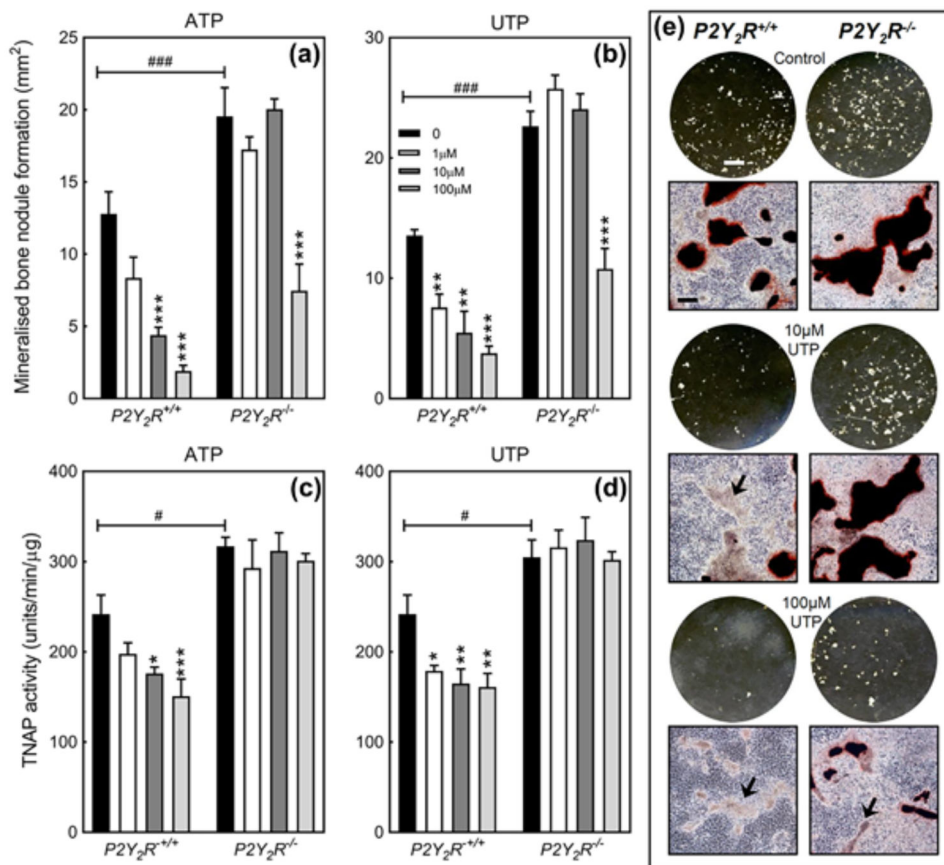 ATP
Mineralised bone nodule formation (mm²)
25
20
15
10
5
0
(a)
###
***
***
***
P2Y₂R⁺/⁺
P2Y₂R⁻/⁻
UTP
30
20
10
0
(b)
###
0
1µM
10µM
100µM
**
**
***
***
P2Y₂R⁺/⁺
P2Y₂R⁻/⁻
ATP
TNAP activity (units/min/µg)
400
300
200
100
0
(c)
#
*
***
P2Y₂R⁺/⁺
P2Y₂R⁻/⁻
UTP
400
300
200
100
0
(d)
#
*
**
**
P2Y₂R⁺/⁺
P2Y₂R⁻/⁻
(e)
P2Y₂R⁺/⁺
P2Y₂R⁻/⁻
Control
10µM
UTP
100µM
UTP